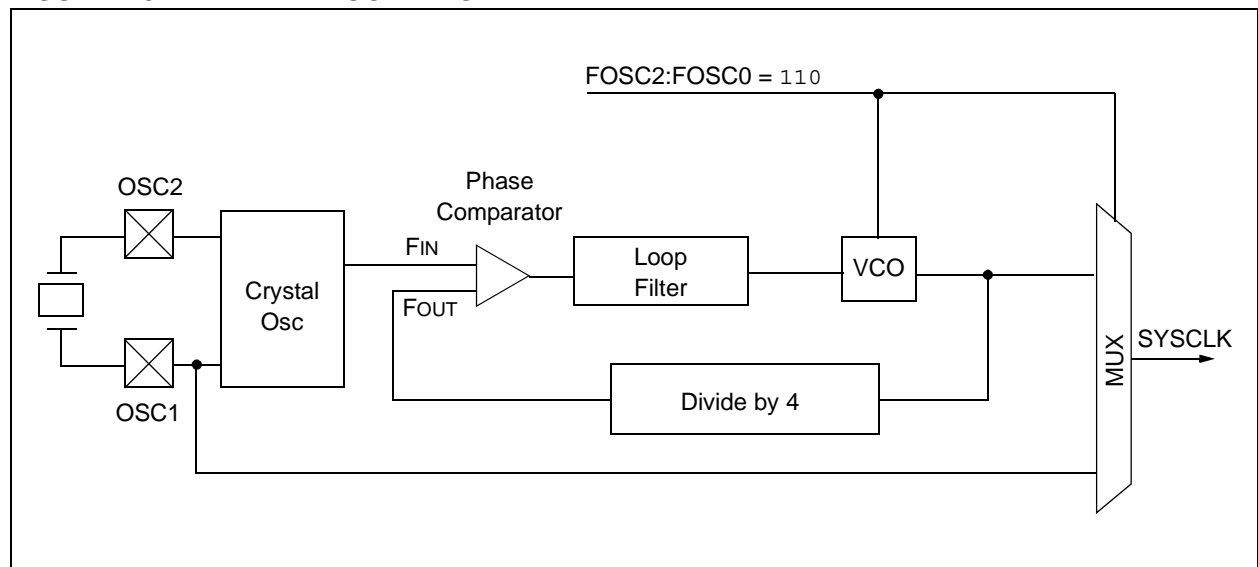 FOSC2:FOSC0 = 110
OSC2
Phase
Comparator
Crystal
Osc
FIN
FOUT
Loop
Filter
VCO
Divide by 4
OSC1
MUX
SYSCLK